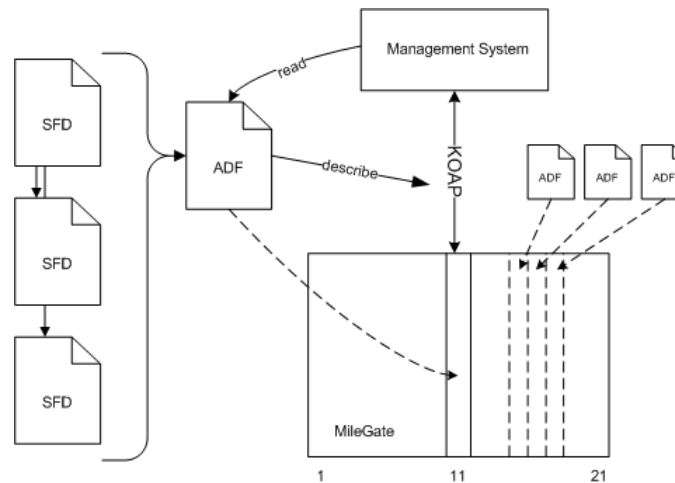 Management System
read
SFD
ADF
describe
KOAP
ADF
ADF
ADF
SFD
SFD
MileGate
1
11
21